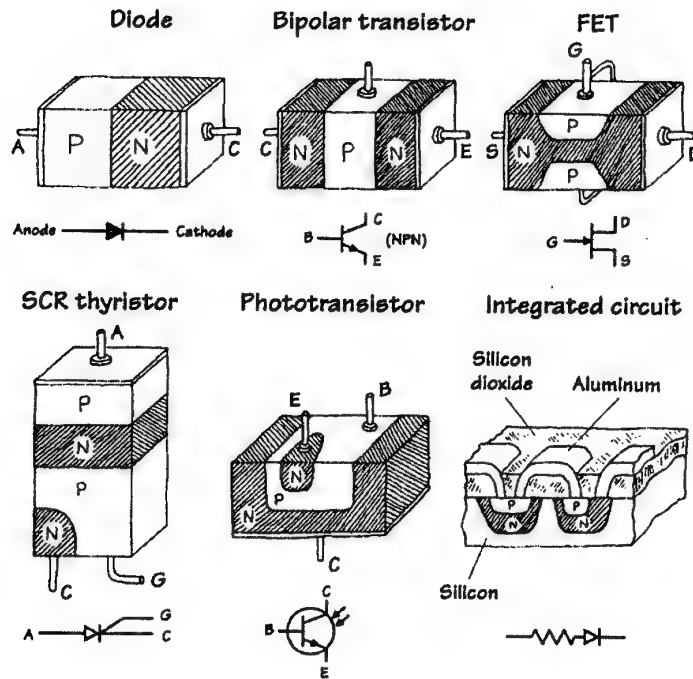 Diode
Bipolar transistor
FET
A
P
N
C
C
N
P
N
E
G
S
N
P
P
Anode
Cathode
B
C
(NPN)
E
G
D
S
SCR thyristor
Phototransistor
Integrated circuit
A
P
N
P
N
C
G
E
B
N
P
N
C
Silicon
dioxide
Aluminum
P
N
P
N
Silicon
A
G
C
C
B
E